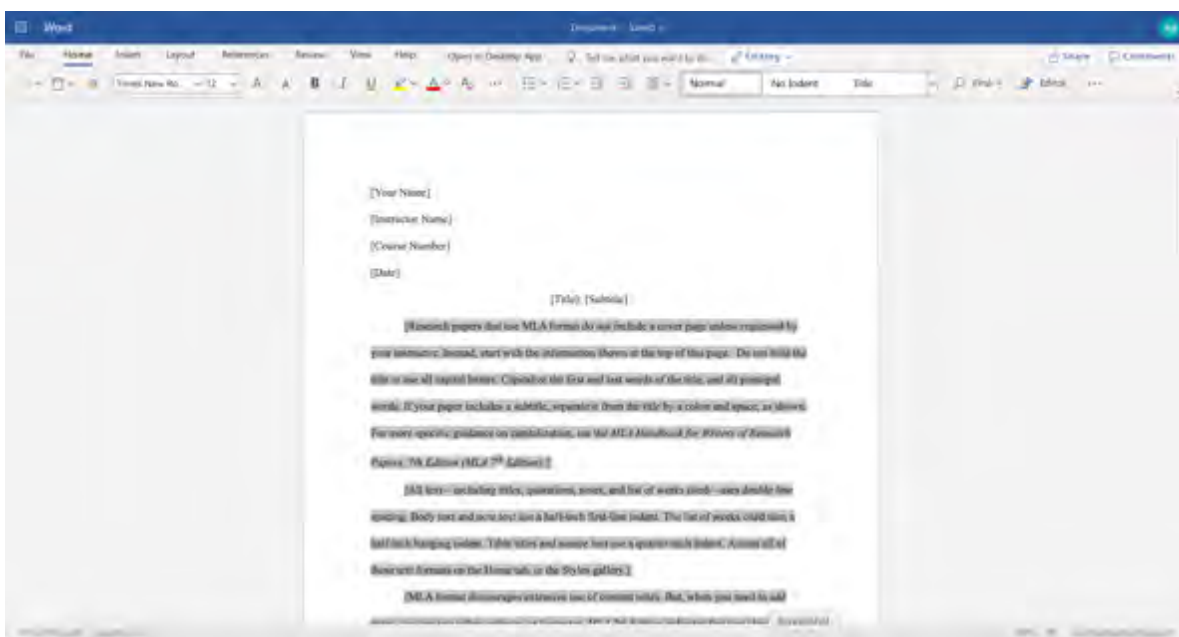 Word Document - Saved
File Home Insert Layout References Review View Help Open in Desktop App Tell me what you want to do Editing Share Comments
Times New Ro... 12 A A B I U A Normal No Indent Title Find Editor
[Your Name]
[Instructor Name]
[Course Number]
[Date]
[Title]: [Subtitle]
[Research papers that use MLA format do not include a cover page unless requested by
your instructor. Instead, start with the information shown at the top of this page. Do not bold the
title or use all capital letters. Capitalize the first and last words of the title, and all principal
words. If your paper includes a subtitle, separate it from the title by a colon and space, as shown.
For more specific guidance on capitalization, see the MLA Handbook for Writers of Research
Papers, 7th Edition (MLA 7th Edition).]
[All text—including titles, quotations, notes, and list of works cited—uses double line
spacing. Body text and note text use a half-inch first-line indent. The list of works cited uses a
half-inch hanging indent. Table titles and source text use a quarter-inch indent. Access all of
these text formats on the Home tab, in the Styles gallery.]
[MLA format discourages extensive use of content notes. But, when you need to add